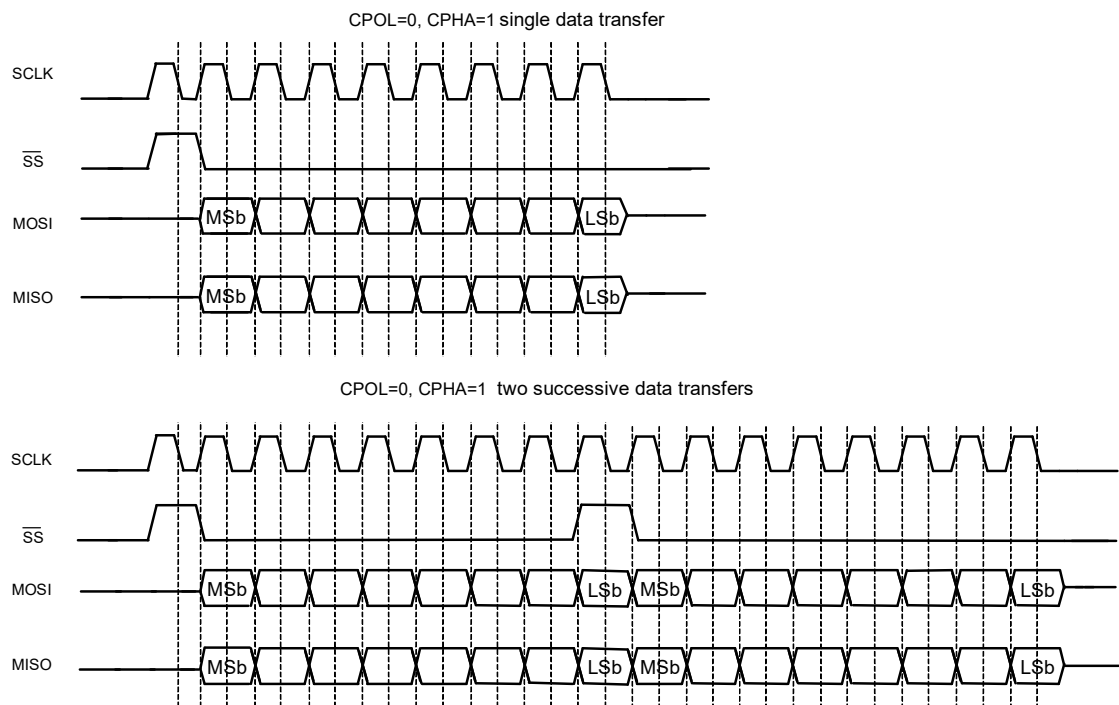 CPOL=0, CPHA=1 single data transfer
SCLK
SS
MOSI MSb LSb
MISO MSb LSb
CPOL=0, CPHA=1 two successive data transfers
SCLK
SS
MOSI MSb LSb MSb LSb
MISO MSb LSb MSb LSb